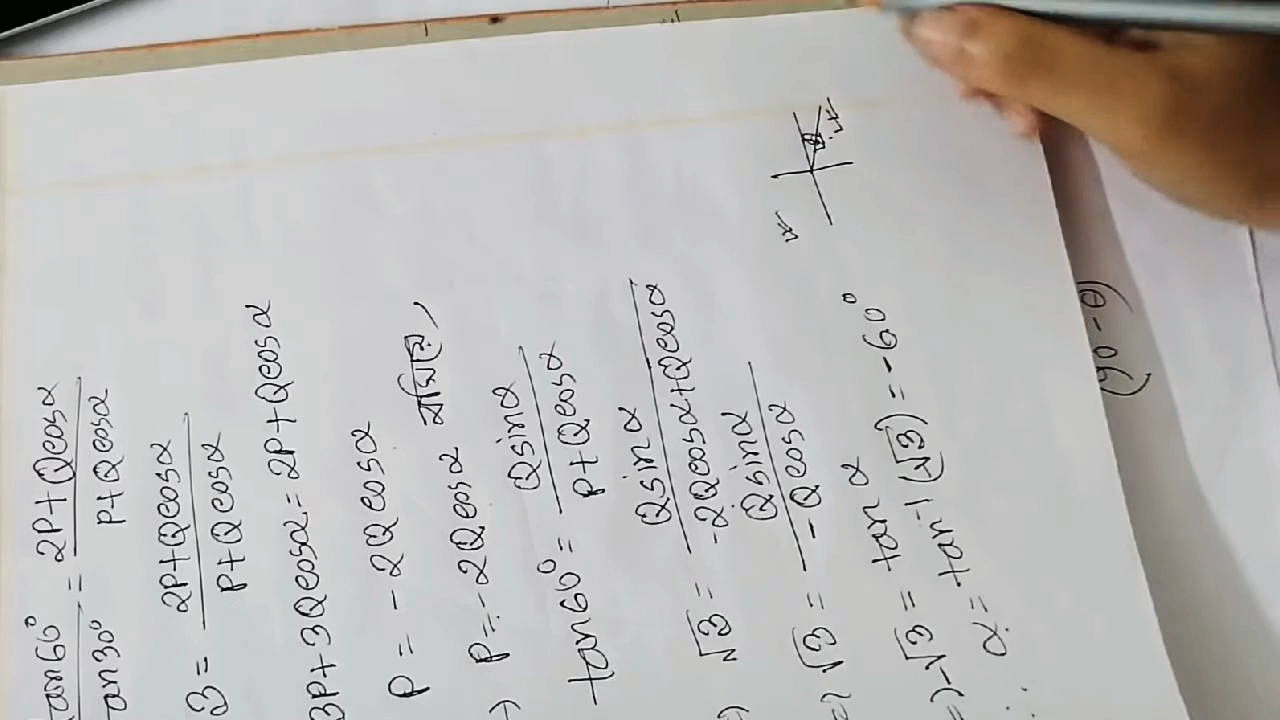 tan60° / tan30° = 2P+Qcosα / P+Qcosα
3 = 2P+Qcosα / P+Qcosα
3P+3Qcosα = 2P+Qcosα
P = -2Qcosα
P = -2Qcosα বসিয়ে,
tan60° = Qsinα / P+Qcosα
√3 = Qsinα / -2Qcosα+Qcosα
=) √3 = Qsinα / -Qcosα
=) -√3 = tanα
∴ α = tan-1(√3) = -60°
(90-θ)